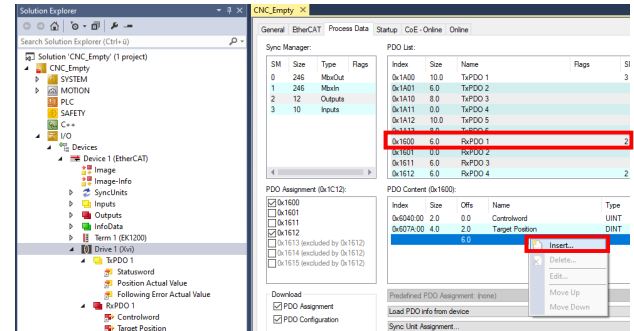 Solution Explorer
CNC_Empty
General EtherCAT Process Data Startup CoE - Online Online
Search Solution Explorer (Ctrl+ü)
Solution 'CNC_Empty' (1 project)
CNC_Empty
SYSTEM
MOTION
PLC
SAFETY
C++
I/O
Devices
Device 1 (EtherCAT)
Image
Image-Info
SyncUnits
Inputs
Outputs
InfoData
Term 1 (EK1200)
Drive 1 (Xvi)
TxPDO 1
Statusword
Position Actual Value
Following Error Actual Value
RxPDO 1
Controlword
Target Position
Sync Manager:
SM Size Type Flags
0 246 MbxOut
1 246 MbxIn
2 12 Outputs
3 10 Inputs
PDO List:
Index Size Name Flags
0x1A00 10.0 TxPDO 1 3
0x1A01 6.0 TxPDO 2
0x1A10 8.0 TxPDO 3
0x1A11 0.0 TxPDO 4
0x1A12 10.0 TxPDO 5
0x1A13 8.0 TxPDO 6
0x1600 6.0 RxPDO 1 2
0x1601 0.0 RxPDO 2
0x1611 6.0 RxPDO 3
0x1612 6.0 RxPDO 4 2
PDO Assignment (0x1C12):
0x1600
0x1601
0x1611
0x1612
0x1613 (excluded by 0x1612)
0x1614 (excluded by 0x1612)
0x1615 (excluded by 0x1612)
PDO Content (0x1600):
Index Size Offs Name Type
0x6040:00 2.0 0.0 Controlword UINT
0x607A:00 4.0 2.0 Target Position DINT
6.0
Insert...
Delete...
Edit...
Move Up
Move Down
Download
PDO Assignment
PDO Configuration
Predefined PDO Assignment: (none)
Load PDO info from device
Sync Unit Assignment...